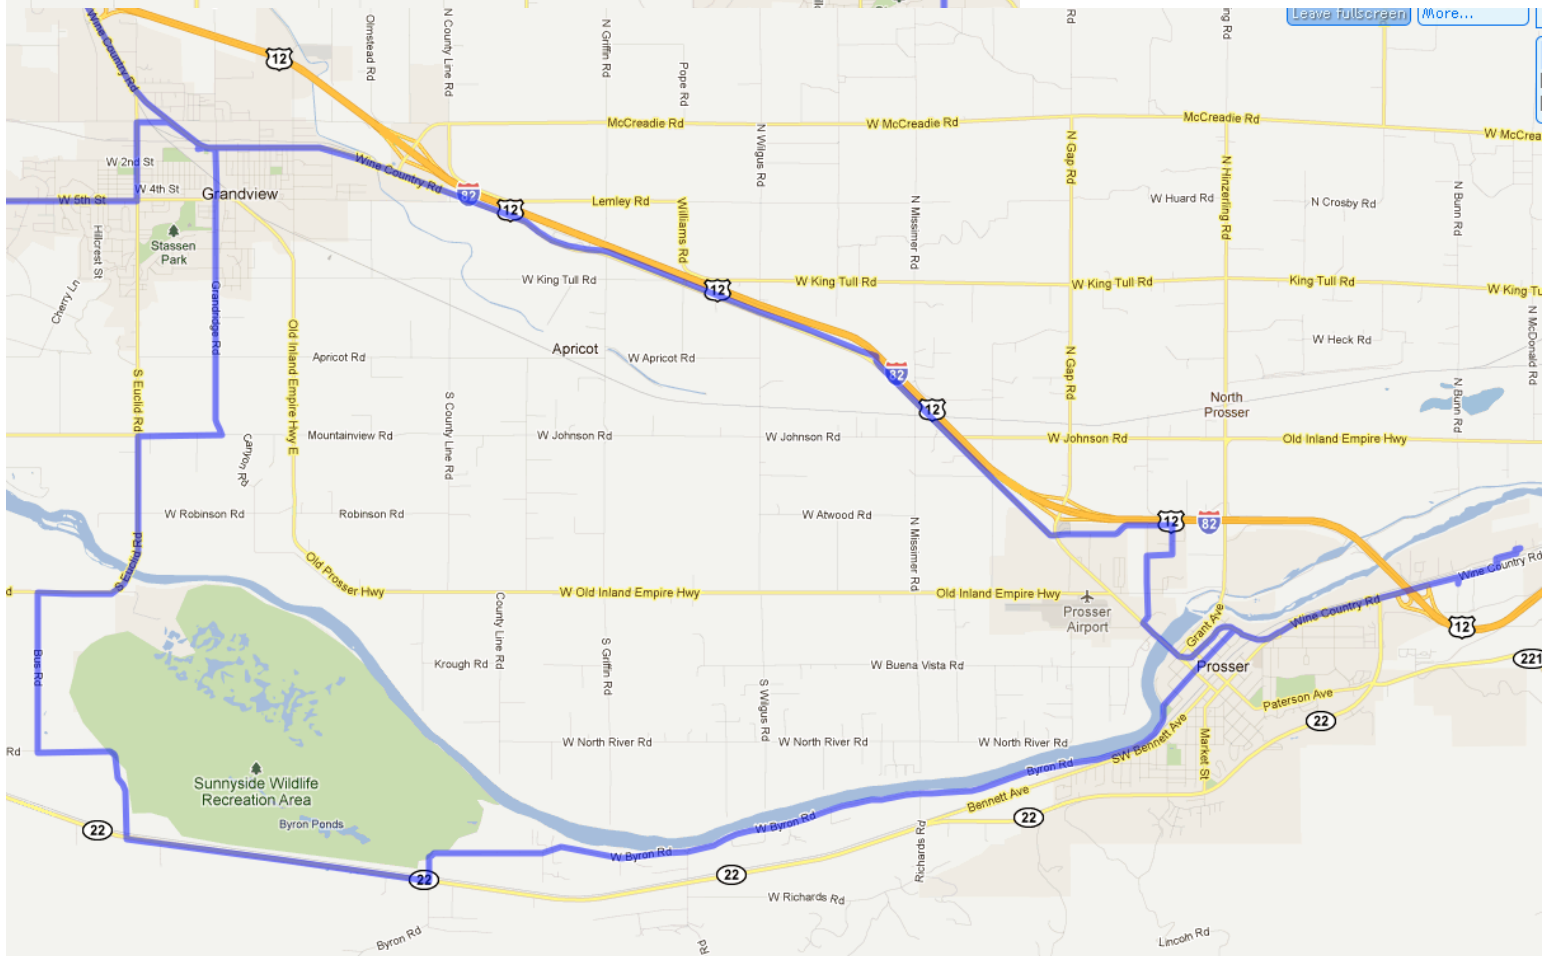 Leave fullscreen
More...
Wine Country Rd
12
Olmstead Rd
N County Line Rd
N Griffin Rd
Pope Rd
Rd
ng Rd
McCreadie Rd
W McCreadie Rd
McCreadie Rd
W McCrea
N Wilgus Rd
N Gap Rd
N Hinzerling Rd
W 2nd St
W 4th St
W 5th St
Grandview
Wine Country Rd
82
12
Lemley Rd
Williams Rd
N Missimer Rd
W Huard Rd
N Crosby Rd
N Bunn Rd
Stassen
Park
Hillcrest St
Cherry Ln
Grandridge Rd
W King Tull Rd
12
W King Tull Rd
W King Tull Rd
King Tull Rd
W King Tu
N McDonald Rd
Old Inland Empire Hwy E
Apricot Rd
Apricot
W Apricot Rd
82
12
N Gap Rd
W Heck Rd
North
Prosser
N Bunn Rd
S Euclid Rd
Canyon Rd
Mountainview Rd
S County Line Rd
W Johnson Rd
W Johnson Rd
W Johnson Rd
Old Inland Empire Hwy
W Robinson Rd
Robinson Rd
W Atwood Rd
N Missimer Rd
12
82
S Euclid Rd
Old Prosser Hwy
d
W Old Inland Empire Hwy
Old Inland Empire Hwy
Prosser
Airport
Grant Ave
Wine Country Rd
Wine Country Rd
12
Bus Rd
County Line Rd
Krough Rd
S Griffin Rd
S Wilgus Rd
W Buena Vista Rd
Prosser
221
Paterson Ave
22
Rd
W North River Rd
W North River Rd
W North River Rd
SW Bennett Ave
Market St
Sunnyside Wildlife
Recreation Area
Byron Ponds
22
Byron Rd
Bennett Ave
22
W Byron Rd
W Byron Rd
Richards Rd
22
22
W Richards Rd
Byron Rd
Rd
Lincoln Rd